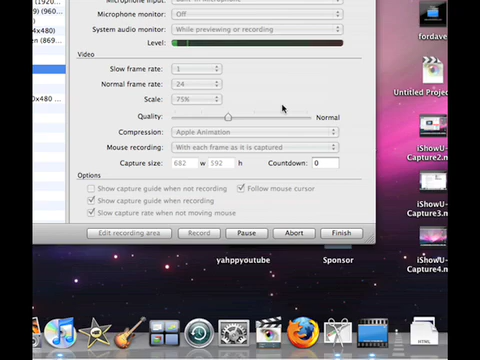 Microphone monitor: Off
System audio monitor: While previewing or recording
Level:
Video
Slow frame rate: 1
Normal frame rate: 24
Scale: 75%
Quality: Normal
Compression: Apple Animation
Mouse recording: With each frame as it is captured
Capture size: 682 w 592 h Countdown: 0
Options
Show capture guide when not recording Follow mouse cursor
Show capture guide when recording
Slow capture rate when not moving mouse
Edit recording area Record Pause Abort Finish
fordave
Untitled Projec
iShowU-
Capture2.m
iShowU-
Capture3.m
iShowU-
Capture4.m
yahppyoutube Sponsor
HTML